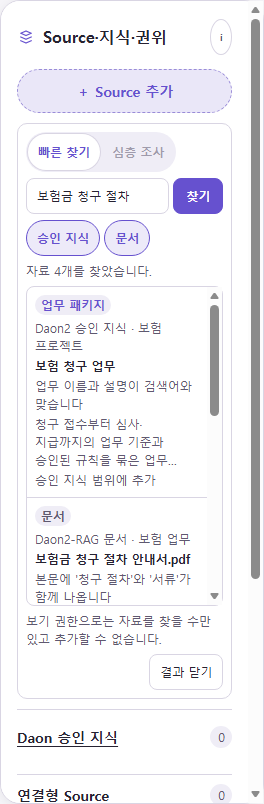 Source·지식·권위
i
+ Source 추가
빠른 찾기 심층 조사
보험금 청구 절차 찾기
승인 지식 문서
자료 4개를 찾았습니다.
업무 패키지
Daon2 승인 지식 · 보험
프로젝트
보험 청구 업무
업무 이름과 설명이 검색어와
맞습니다
청구 접수부터 심사·
지급까지의 업무 기준과
승인된 규칙을 묶은 업무...
승인 지식 범위에 추가
문서
Daon2-RAG 문서 · 보험 업무
보험금 청구 절차 안내서.pdf
본문에 '청구 절차'와 '서류'가
함께 나옵니다
보기 권한으로는 자료를 찾을 수만
있고 추가할 수 없습니다.
결과 닫기
Daon 승인 지식 0
연결형 Source 0